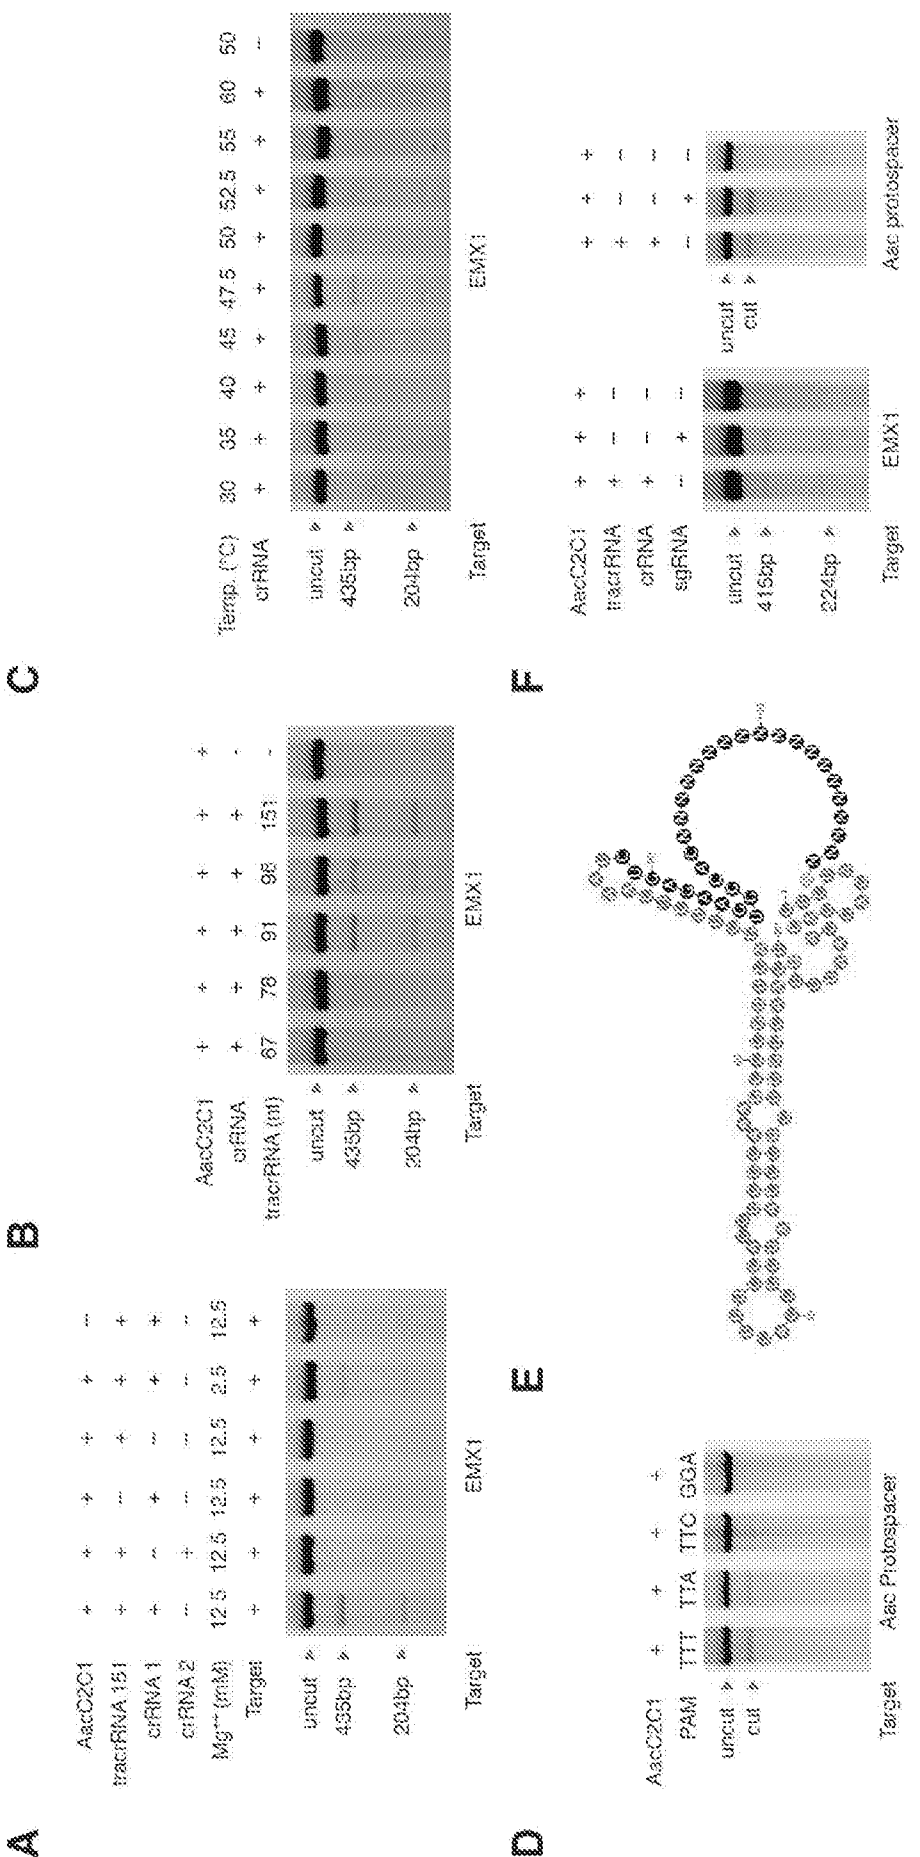 A
AacC2C1 + + + + + −
tracrRNA 151 + + − + + +
crRNA 1 + − + − + +
crRNA 2 − + − − − −
Mg++ (mM) 12.5 12.5 12.5 12.5 2.5 12.5
Target + + + + + +
uncut
435bp
204bp
Target EMX1
B
AacC2C1 + + + + + +
crRNA + + + + + -
tracrRNA (nt) 67 78 91 98 151 -
uncut
435bp
204bp
Target EMX1
C
Temp. (°C) 30 35 40 45 47.5 50 52.5 55 60 50
crRNA + + + + + + + + + −
uncut
435bp
204bp
Target EMX1
D
AacC2C1 + + + +
PAM TTT TTA TTC GGA
uncut
cut
Target Aac Protospacer
E
F
AacC2C1 + + + + + +
tracrRNA + − − + − −
crRNA + − − + − −
sgRNA − + − − + −
uncut
415bp
224bp
uncut
cut
Target EMX1 Aac protospacer